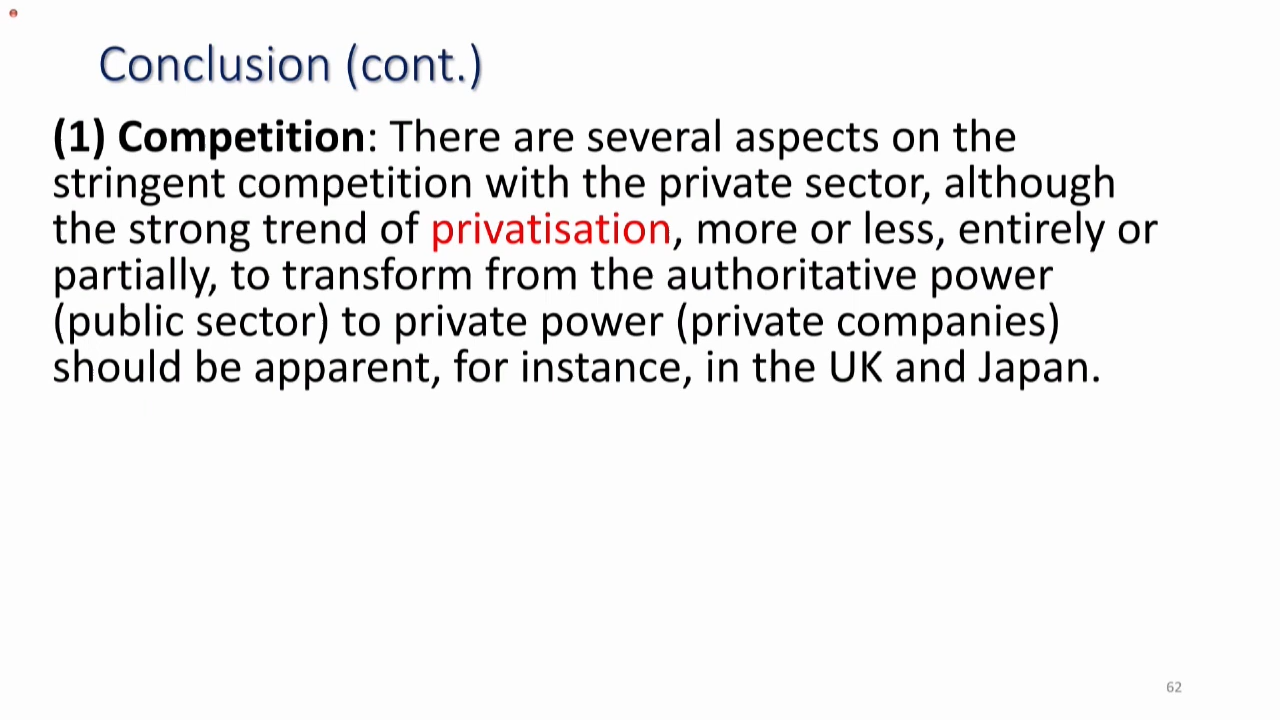 Conclusion (cont.)
(1) Competition: There are several aspects on the
stringent competition with the private sector, although
the strong trend of privatisation, more or less, entirely or
partially, to transform from the authoritative power
(public sector) to private power (private companies)
should be apparent, for instance, in the UK and Japan.
62